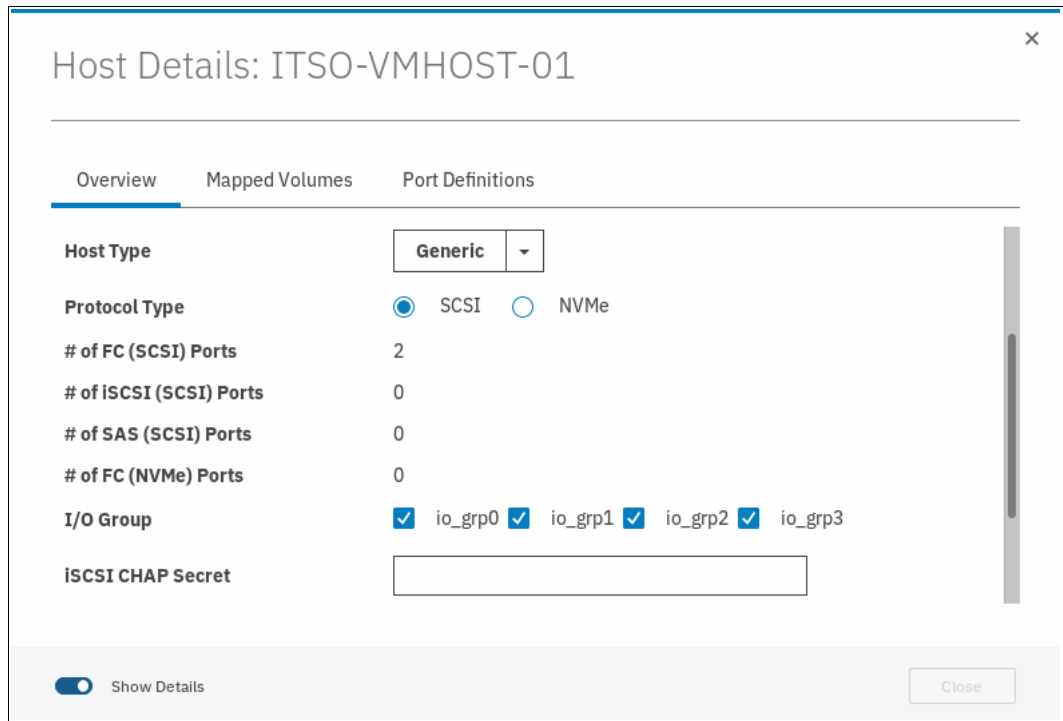 Host Details: ITSO-VMHOST-01
Overview Mapped Volumes Port Definitions
Host Type Generic
Protocol Type SCSI NVMe
# of FC (SCSI) Ports 2
# of iSCSI (SCSI) Ports 0
# of SAS (SCSI) Ports 0
# of FC (NVMe) Ports 0
I/O Group io_grp0 io_grp1 io_grp2 io_grp3
iSCSI CHAP Secret
Show Details Close